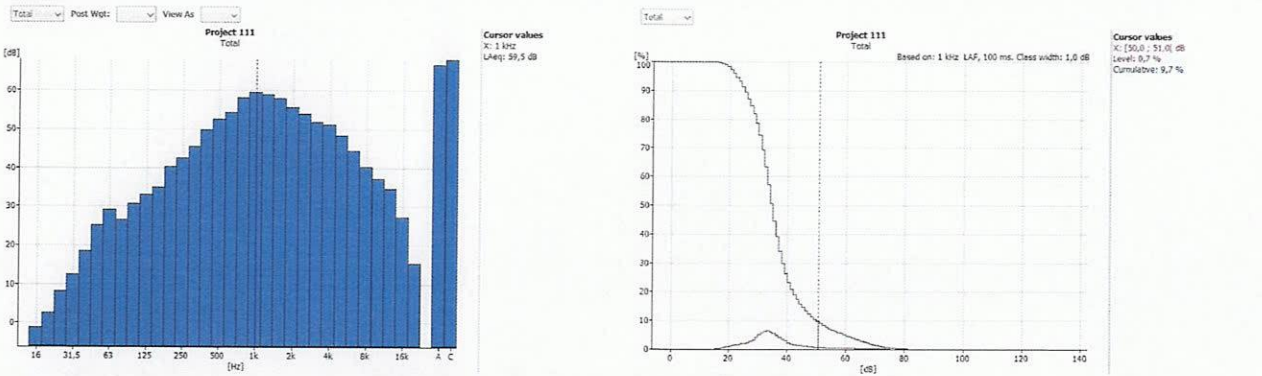 Total Post Wgt: View As
Project 111
Total
[dB]
60
50
40
30
20
10
0
16 31,5 63 125 250 500 1k 2k 4k 8k 16k A C
[Hz]
Cursor values
X: 1 kHz
LAeq: 59,5 dB
Total
Project 111
Total
[%]
Based on: 1 kHz LAF, 100 ms. Class width: 1,0 dB
100
90
80
70
60
50
40
30
20
10
0
0 20 40 60 80 100 120 140
[dB]
Cursor values
X: [50,0 ; 51,0[ dB
Level: 0,7 %
Cumulative: 9,7 %